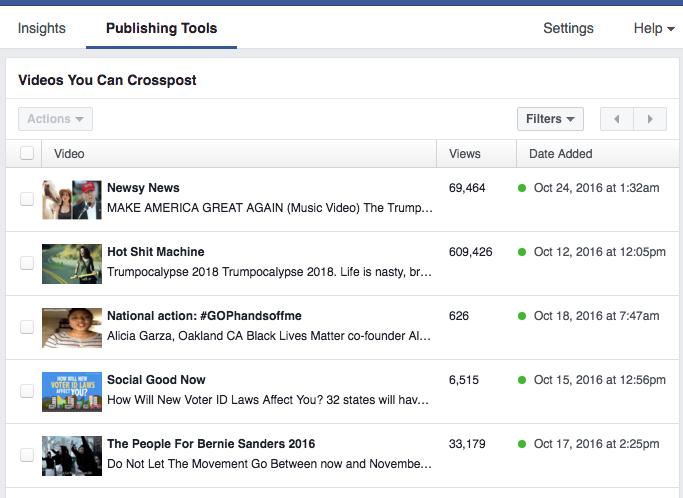 Insights Publishing Tools Settings Help
Videos You Can Crosspost
Actions Filters
Video Views Date Added
Newsy News 69,464 Oct 24, 2016 at 1:32am
MAKE AMERICA GREAT AGAIN (Music Video) The Trump...
Hot Shit Machine 609,426 Oct 12, 2016 at 12:05pm
Trumpocalypse 2018 Trumpocalypse 2018. Life is nasty, br...
National action: #GOPhandsoffme 626 Oct 18, 2016 at 7:47am
Alicia Garza, Oakland CA Black Lives Matter co-founder Al...
Social Good Now 6,515 Oct 15, 2016 at 12:56pm
HOW WILL NEW
VOTER ID LAWS
AFFECT YOU?
How Will New Voter ID Laws Affect You? 32 states will hav...
The People For Bernie Sanders 2016 33,179 Oct 17, 2016 at 2:25pm
Do Not Let The Movement Go Between now and Novembe...